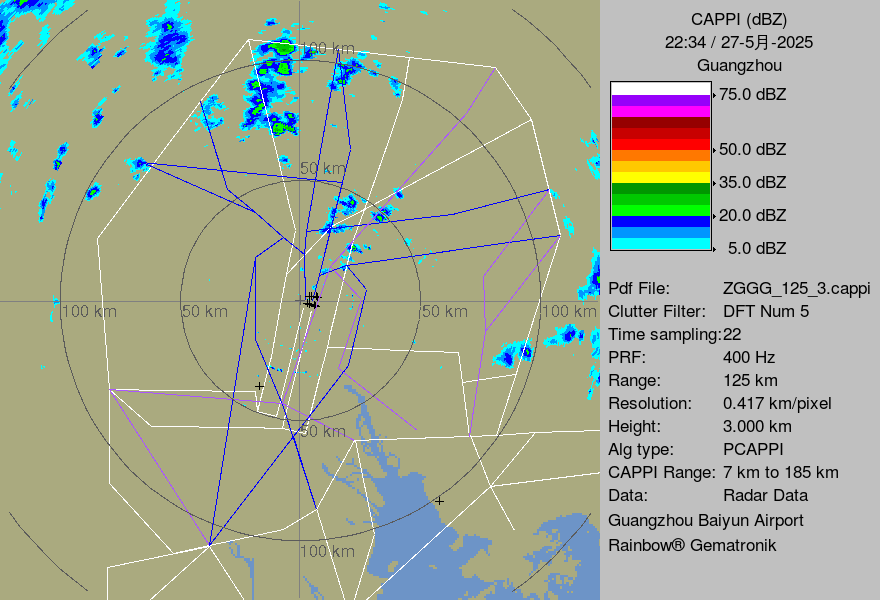 CAPPI (dBZ)
22:34 / 27-5月-2025
Guangzhou
75.0 dBZ
50.0 dBZ
35.0 dBZ
20.0 dBZ
5.0 dBZ
Pdf File: ZGGG_125_3.cappi
Clutter Filter: DFT Num 5
Time sampling:22
PRF: 400 Hz
Range: 125 km
Resolution: 0.417 km/pixel
Height: 3.000 km
Alg type: PCAPPI
CAPPI Range: 7 km to 185 km
Data: Radar Data
Guangzhou Baiyun Airport
Rainbow® Gematronik
100 km
50 km
100 km
50 km
50 km
100 km
50 km
100 km